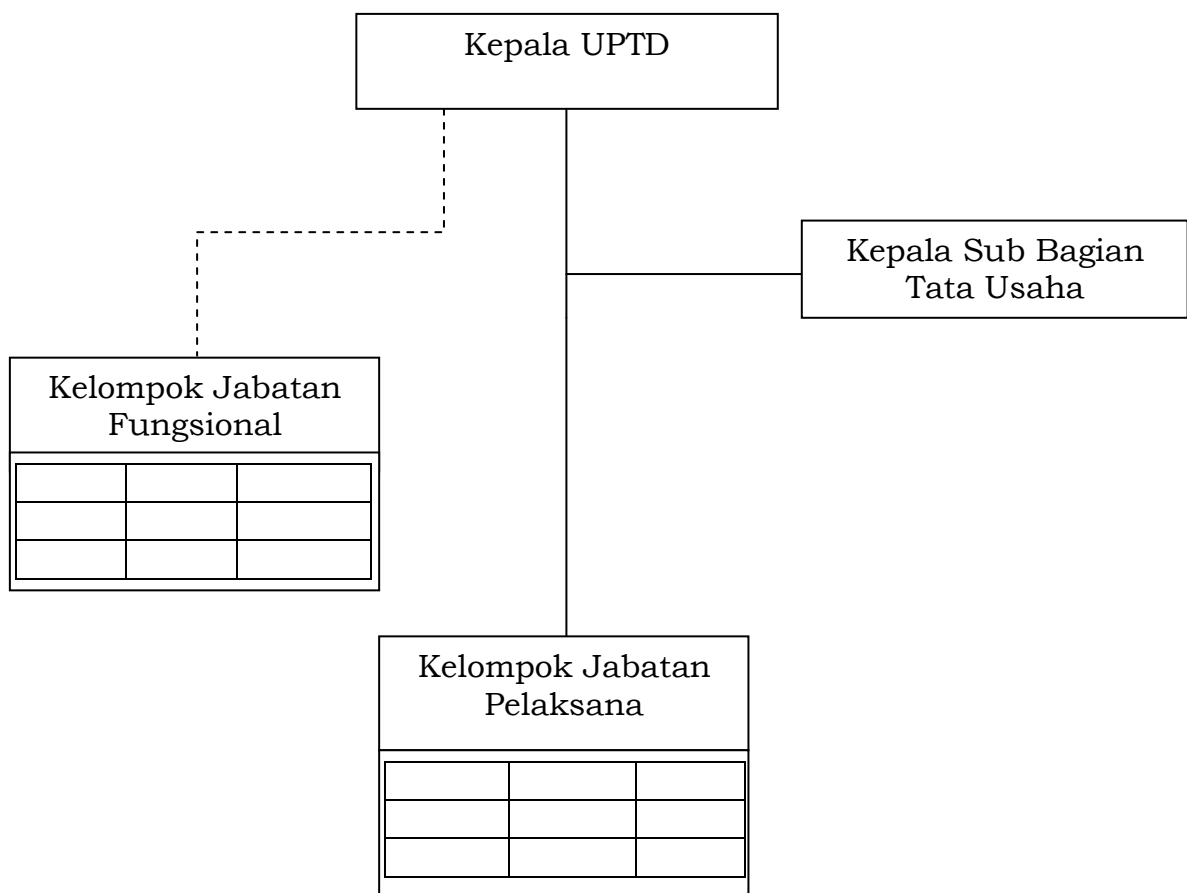 Kepala UPTD
Kepala Sub Bagian
Tata Usaha
Kelompok Jabatan
Fungsional
Kelompok Jabatan
Pelaksana